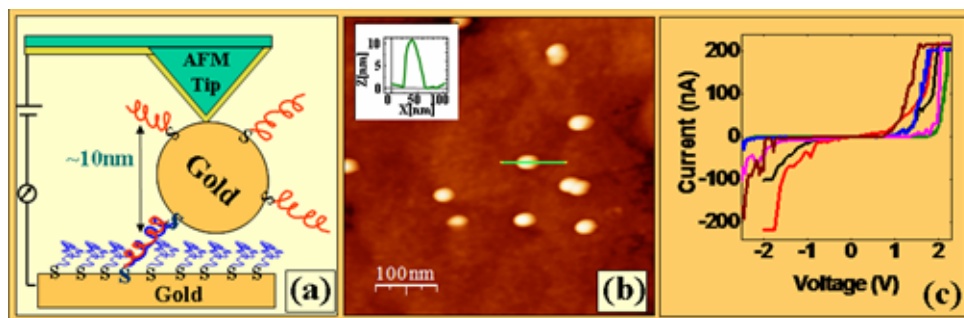 AFM
Tip
S
S
~10nm
Gold
S
S
S S S S S S S S
Gold
(a)
Z[nm]
10
5
0
0 50 100
X[nm]
100nm
(b)
Current (nA)
200
100
0
-100
-200
-2 -1 0 1 2
Voltage (V)
(c)